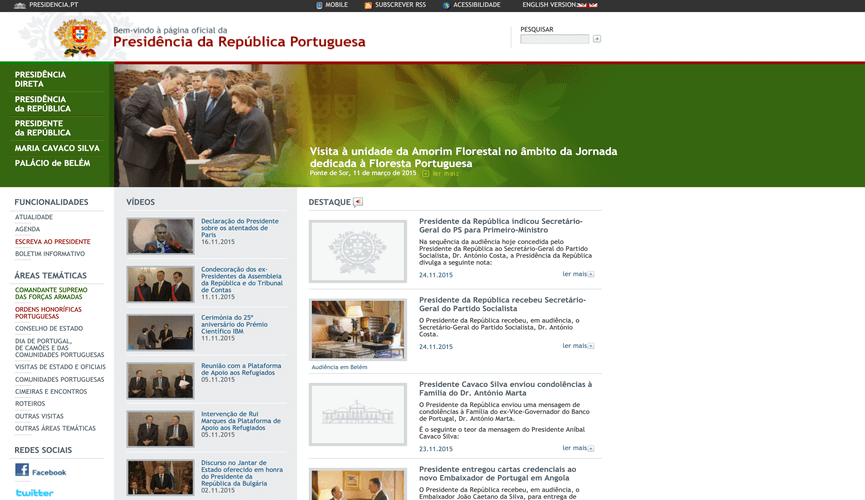 PRESIDENCIA.PT
MOBILE
SUBSCREVER RSS
ACESSIBILIDADE
ENGLISH VERSION
Bem-vindo à página oficial da
Presidência da República Portuguesa
PESQUISAR
PRESIDÊNCIA
DIRETA
PRESIDÊNCIA
da REPÚBLICA
PRESIDENTE
da REPÚBLICA
MARIA CAVACO SILVA
PALÁCIO de BELÉM
Visita à unidade da Amorim Florestal no âmbito da Jornada
dedicada à Floresta Portuguesa
Ponte de Sor, 11 de março de 2015
ler mais
FUNCIONALIDADES
ATUALIDADE
AGENDA
ESCREVA AO PRESIDENTE
BOLETIM INFORMATIVO
ÁREAS TEMÁTICAS
COMANDANTE SUPREMO
DAS FORÇAS ARMADAS
ORDENS HONORÍFICAS
PORTUGUESAS
CONSELHO DE ESTADO
DIA DE PORTUGAL,
DE CAMÕES E DAS
COMUNIDADES PORTUGUESAS
VISITAS DE ESTADO E OFICIAIS
COMUNIDADES PORTUGUESAS
CIMEIRAS E ENCONTROS
ROTEIROS
OUTRAS VISITAS
OUTRAS ÁREAS TEMÁTICAS
REDES SOCIAIS
Facebook
twitter
VÍDEOS
Declaração do Presidente
sobre os atentados de
Paris
16.11.2015
Condecoração dos ex-
Presidentes da Assembleia
da República e do Tribunal
de Contas
11.11.2015
Cerimónia do 25º
aniversário do Prémio
Científico IBM
11.11.2015
Reunião com a Plataforma
de Apoio aos Refugiados
05.11.2015
Intervenção de Rui
Marques da Plataforma de
Apoio aos Refugiados
05.11.2015
Discurso no Jantar de
Estado oferecido em honra
do Presidente da
República da Bulgária
02.11.2015
DESTAQUE
Presidente da República indicou Secretário-
Geral do PS para Primeiro-Ministro
Na sequência da audiência hoje concedida pelo
Presidente da República ao Secretário-Geral do Partido
Socialista, Dr. António Costa, a Presidência da República
divulga a seguinte nota:
24.11.2015
ler mais
Presidente da República recebeu Secretário-
Geral do Partido Socialista
O Presidente da República recebeu, em audiência, o
Secretário-Geral do Partido Socialista, Dr. António
Costa.
24.11.2015
ler mais
Audiência em Belém
Presidente Cavaco Silva enviou condolências à
Família do Dr. António Marta
O Presidente da República enviou uma mensagem de
condolências à Família do ex-Vice-Governador do Banco
de Portugal, Dr. António Marta.
É o seguinte o teor da mensagem do Presidente Aníbal
Cavaco Silva:
23.11.2015
ler mais
Presidente entregou cartas credenciais ao
novo Embaixador de Portugal em Angola
O Presidente da República recebeu, em audiência, o
Embaixador João Caetano da Silva, para entrega de